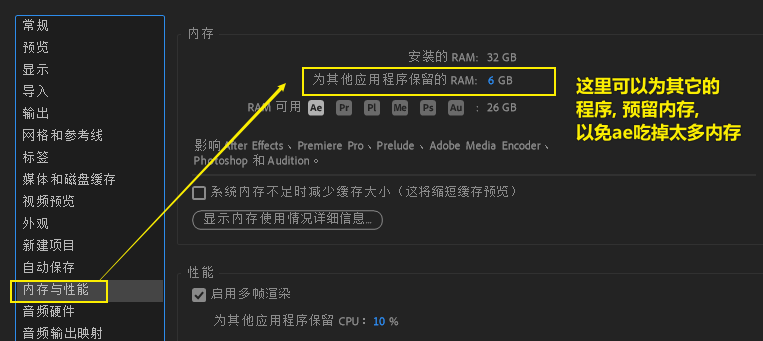 常规
预览
显示
导入
输出
网格和参考线
标签
媒体和磁盘缓存
视频预览
外观
新建项目
自动保存
内存与性能
音频硬件
音频输出映射
内存
安装的 RAM: 32 GB
为其他应用程序保留的 RAM: 6 GB
RAM 可用 Ae Pr Pl Me Ps Au : 26 GB
影响 After Effects、Premiere Pro、Prelude、Adobe Media Encoder、
Photoshop 和 Audition。
系统内存不足时减少缓存大小（这将缩短缓存预览）
显示内存使用情况详细信息...
性能
启用多帧渲染
为其他应用程序保留 CPU： 10 %
这里可以为其它的
程序, 预留内存,
以免ae吃掉太多内存